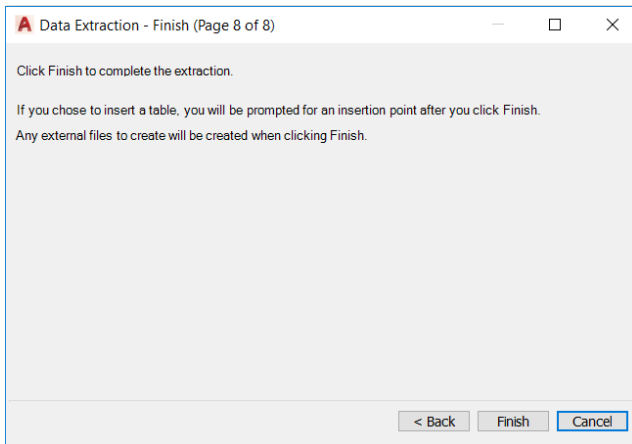 Data Extraction - Finish (Page 8 of 8)
Click Finish to complete the extraction.
If you chose to insert a table, you will be prompted for an insertion point after you click Finish.
Any external files to create will be created when clicking Finish.
< Back Finish Cancel